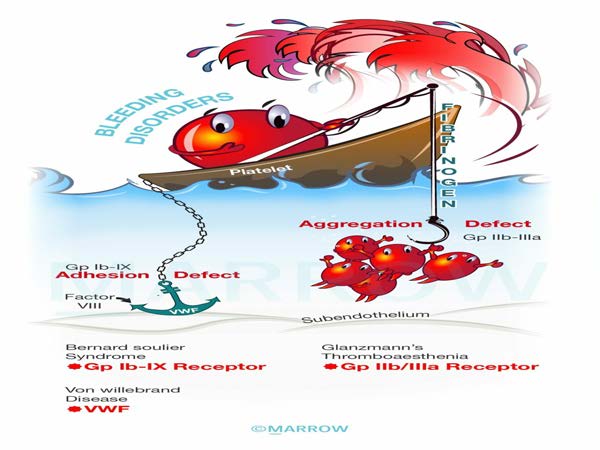 BLEEDING
DISORDERS
Platelet
FIBRINOGEN
Aggregation Defect
Gp IIb-IIIa
Gp Ib-IX
Adhesion Defect
Factor
VIII
VWF
MARROW
Subendothelium
Bernard soulier
Syndrome
Gp Ib-IX Receptor
Von willebrand
Disease
VWF
Glanzmann's
Thromboaesthenia
Gp IIb/IIIa Receptor
©MARROW